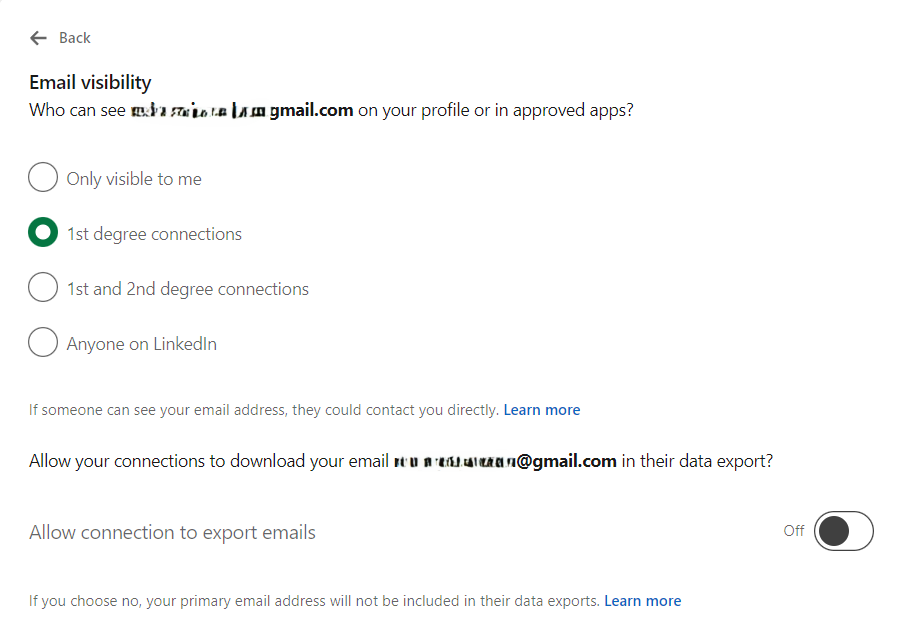 Back
Email visibility
Who can see gmail.com on your profile or in approved apps?
Only visible to me
1st degree connections
1st and 2nd degree connections
Anyone on LinkedIn
If someone can see your email address, they could contact you directly. Learn more
Allow your connections to download your email @gmail.com in their data export?
Allow connection to export emails Off
If you choose no, your primary email address will not be included in their data exports. Learn more